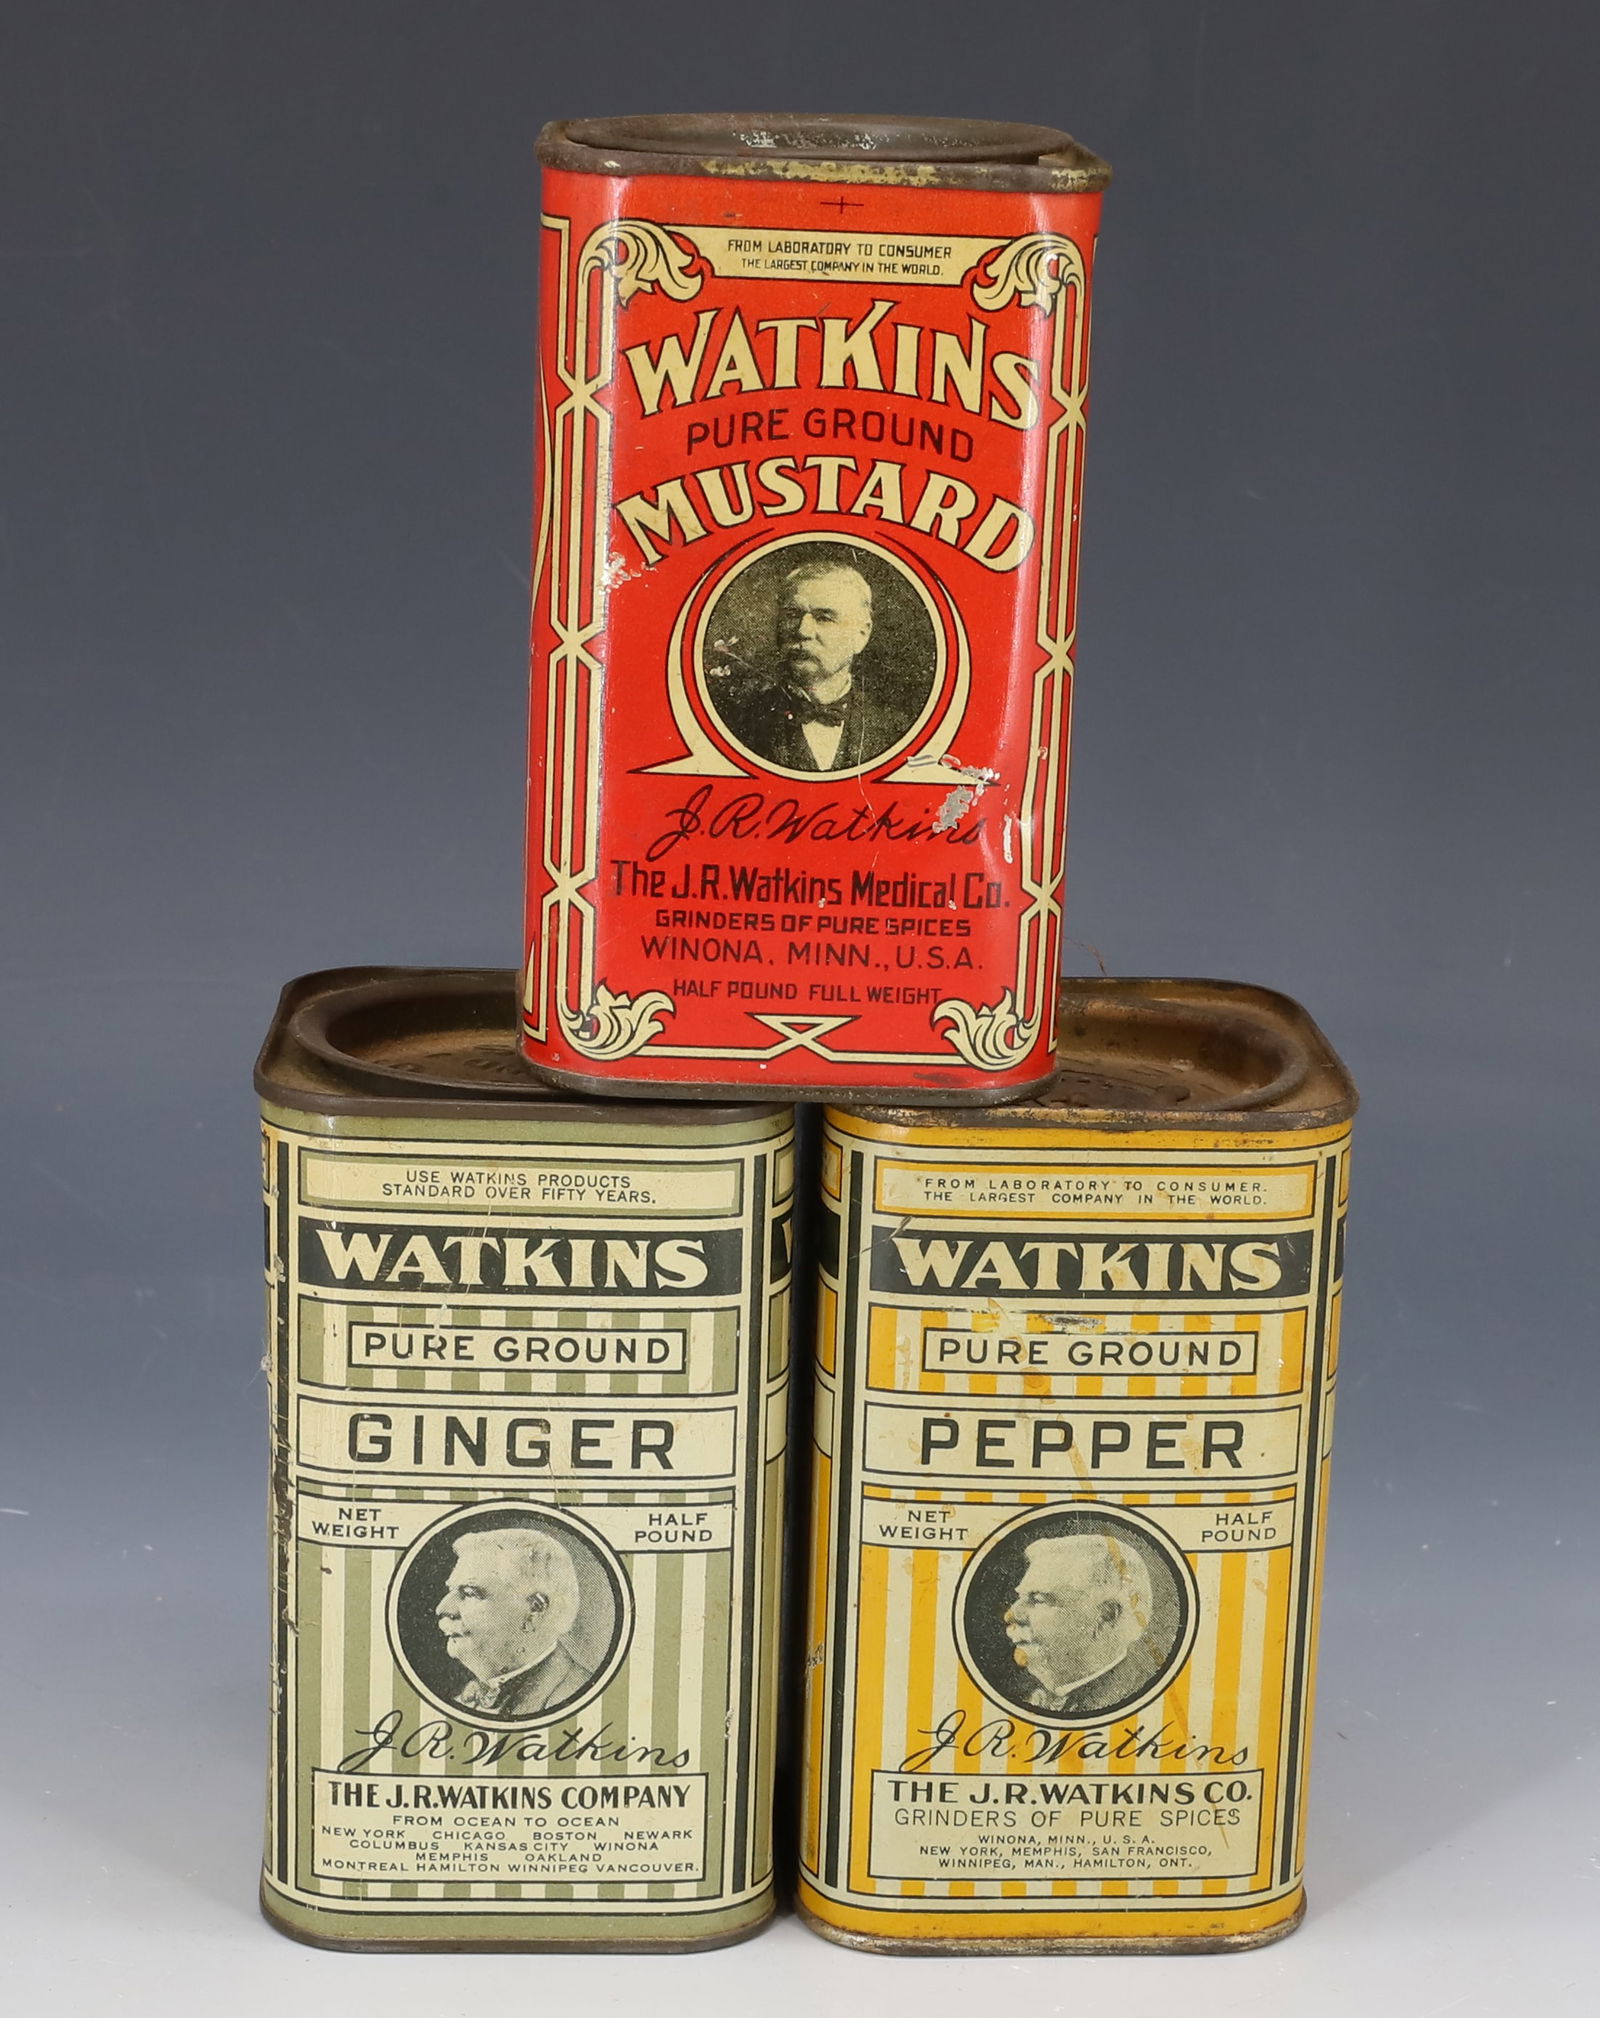 FROM LABORATORY TO CONSUMER
THE LARGEST COMPANY IN THE WORLD.
WATKINS
PURE GROUND
MUSTARD
J.R. Watkins
The J.R. Watkins Medical Co.
GRINDERS OF PURE SPICES
WINONA, MINN., U.S.A.
HALF POUND FULL WEIGHT
USE WATKINS PRODUCTS
STANDARD OVER FIFTY YEARS.
WATKINS
PURE GROUND
GINGER
NET WEIGHT
HALF POUND
J.R. Watkins
THE J.R. WATKINS COMPANY
FROM OCEAN TO OCEAN
NEW YORK CHICAGO BOSTON NEWARK
COLUMBUS KANSAS CITY WINONA
MEMPHIS OAKLAND
MONTREAL HAMILTON WINNIPEG VANCOUVER.
FROM LABORATORY TO CONSUMER.
THE LARGEST COMPANY IN THE WORLD.
WATKINS
PURE GROUND
PEPPER
NET WEIGHT
HALF POUND
J.R. Watkins
THE J.R. WATKINS CO.
GRINDERS OF PURE SPICES
WINONA, MINN., U.S.A.
NEW YORK, MEMPHIS, SAN FRANCISCO,
WINNIPEG, MAN., HAMILTON, ONT.